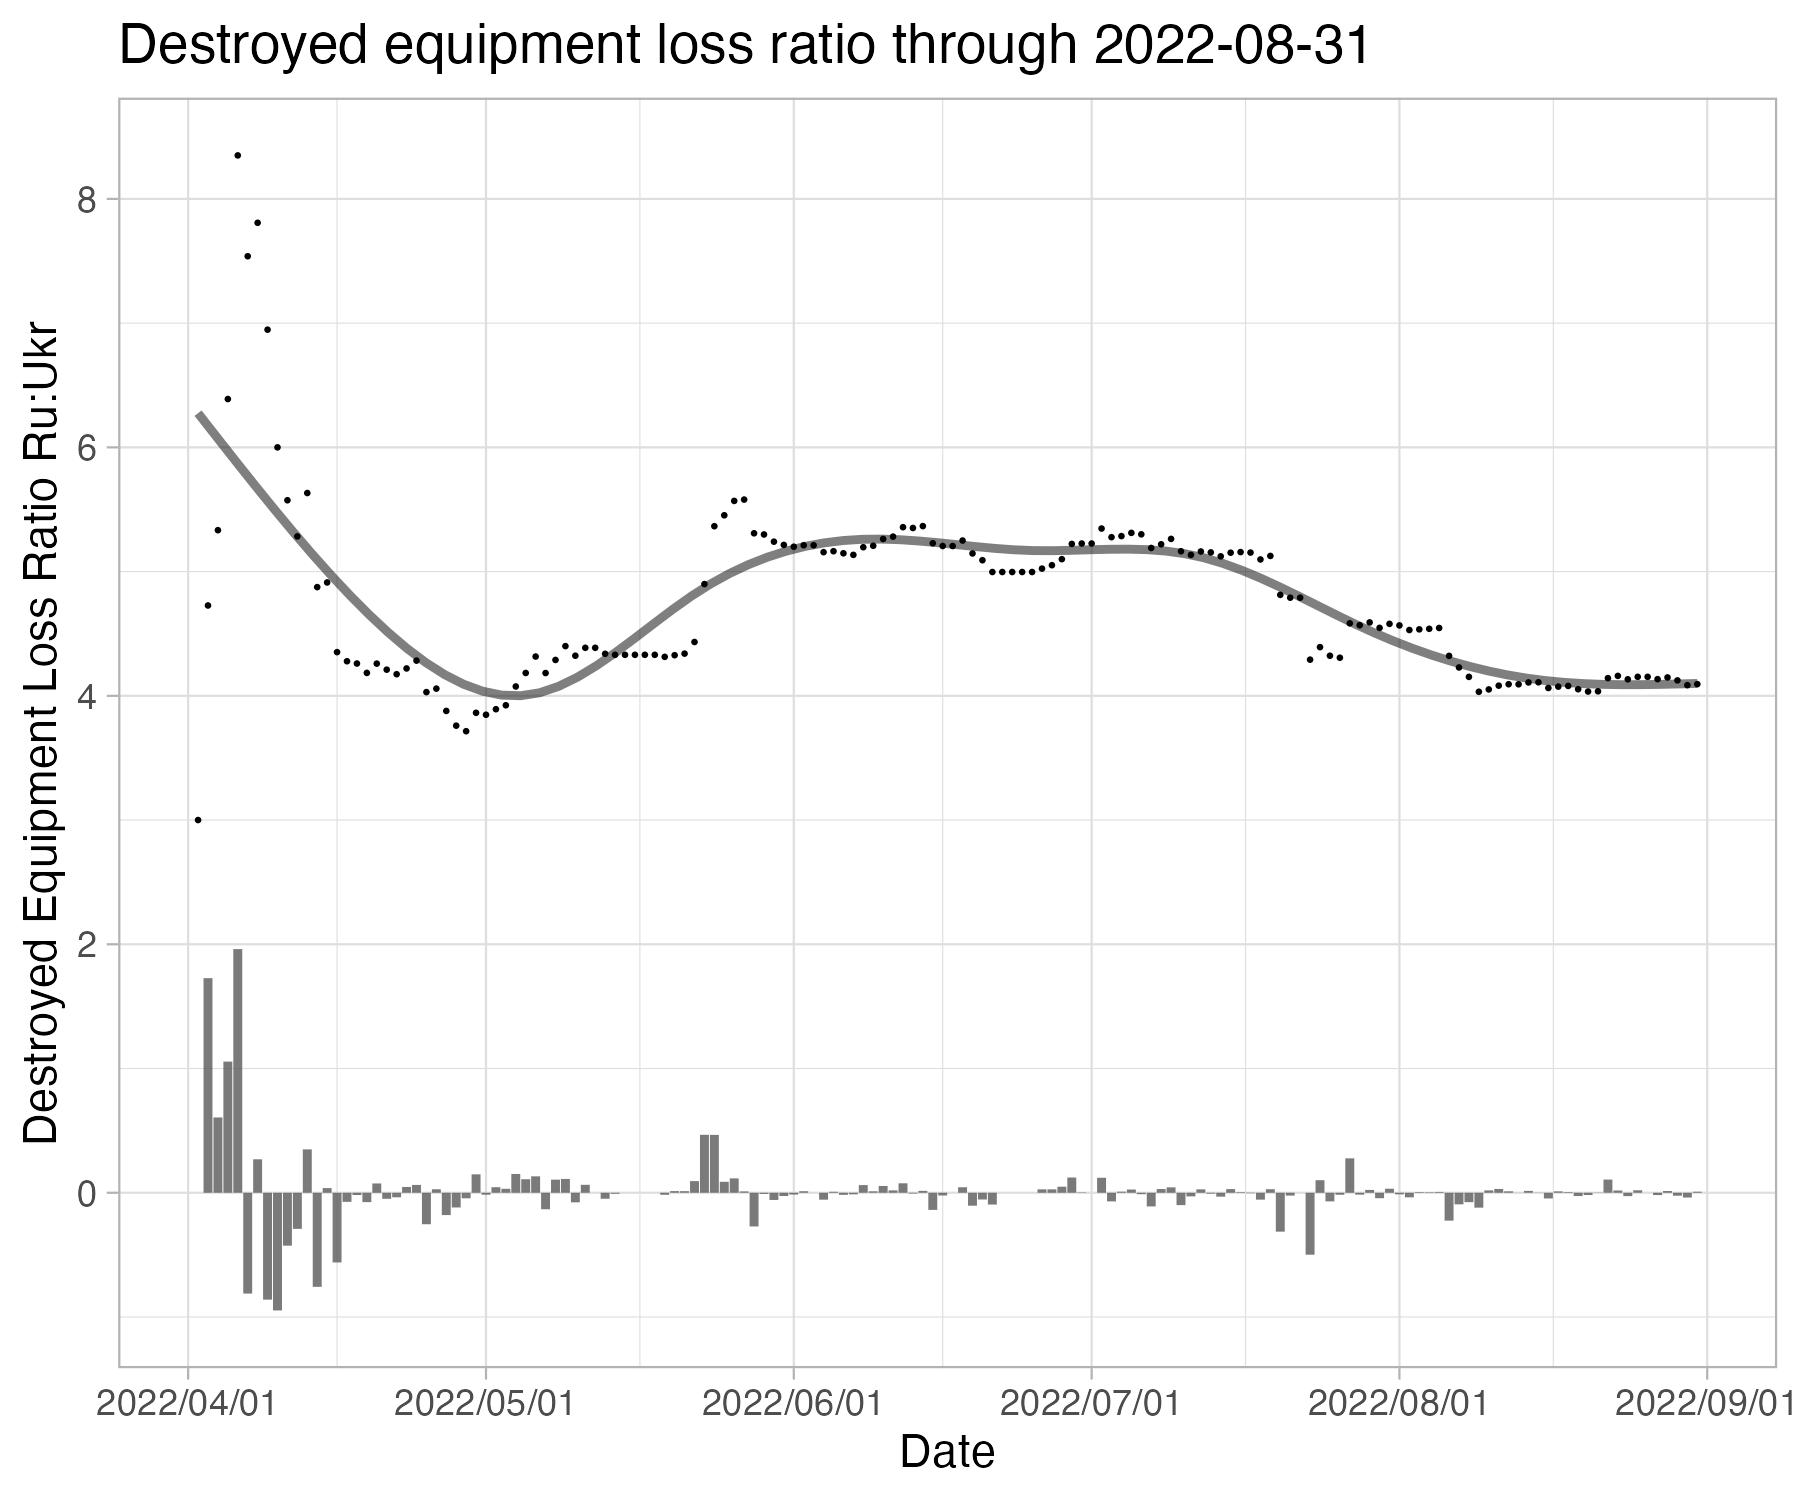 Destroyed equipment loss ratio through 2022-08-31
Destroyed Equipment Loss Ratio Ru:Ukr
8
6
4
2
0
2022/04/01 2022/05/01 2022/06/01 2022/07/01 2022/08/01 2022/09/01
Date